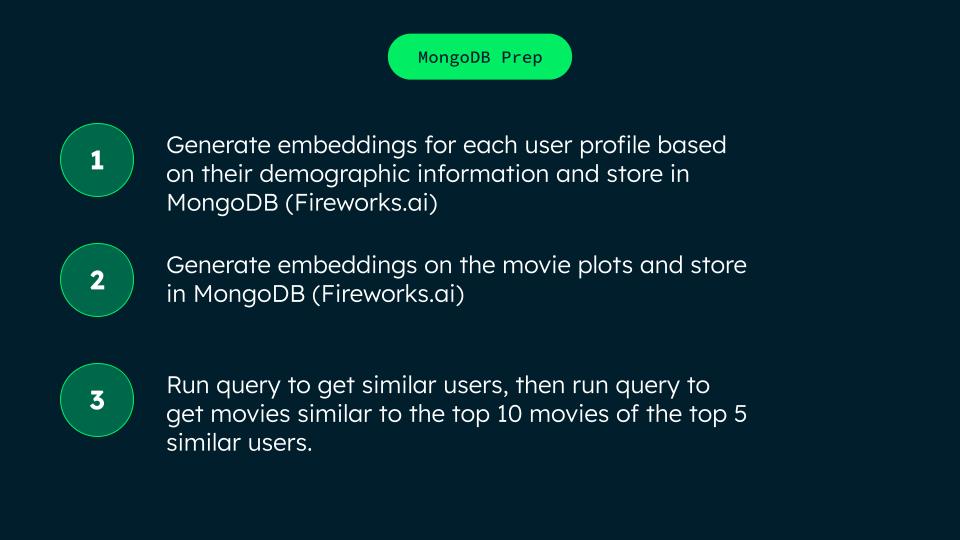 MongoDB Prep
1
Generate embeddings for each user profile based
on their demographic information and store in
MongoDB (Fireworks.ai)
2
Generate embeddings on the movie plots and store
in MongoDB (Fireworks.ai)
3
Run query to get similar users, then run query to
get movies similar to the top 10 movies of the top 5
similar users.